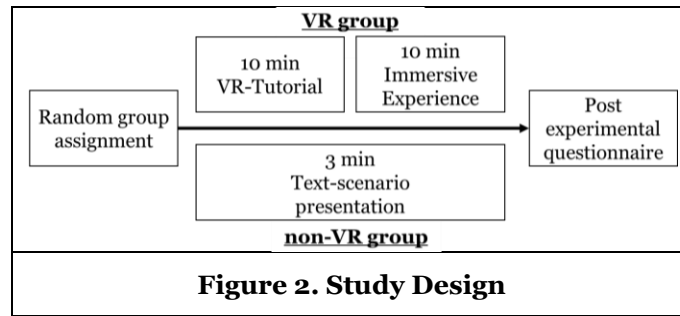 VR group
10 min
VR-Tutorial
10 min
Immersive
Experience
Random group
assignment
Post
experimental
questionnaire
3 min
Text-scenario
presentation
non-VR group
Figure 2. Study Design